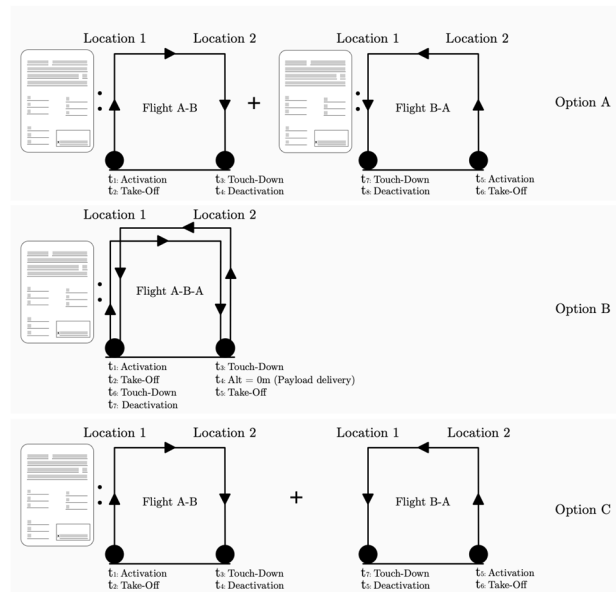 Location 1 Location 2 Location 1 Location 2
Flight A-B + Flight B-A Option A
t₁: Activation t₃: Touch-Down t₇: Touch-Down t₅: Activation
t₂: Take-Off t₄: Deactivation t₈: Deactivation t₆: Take-Off
Location 1 Location 2
Flight A-B-A Option B
t₁: Activation t₃: Touch-Down
t₂: Take-Off t₄: Alt = 0m (Payload delivery)
t₆: Touch-Down t₅: Take-Off
t₇: Deactivation
Location 1 Location 2 Location 1 Location 2
Flight A-B + Flight B-A Option C
t₁: Activation t₃: Touch-Down t₇: Touch-Down t₅: Activation
t₂: Take-Off t₄: Deactivation t₅: Deactivation t₆: Take-Off